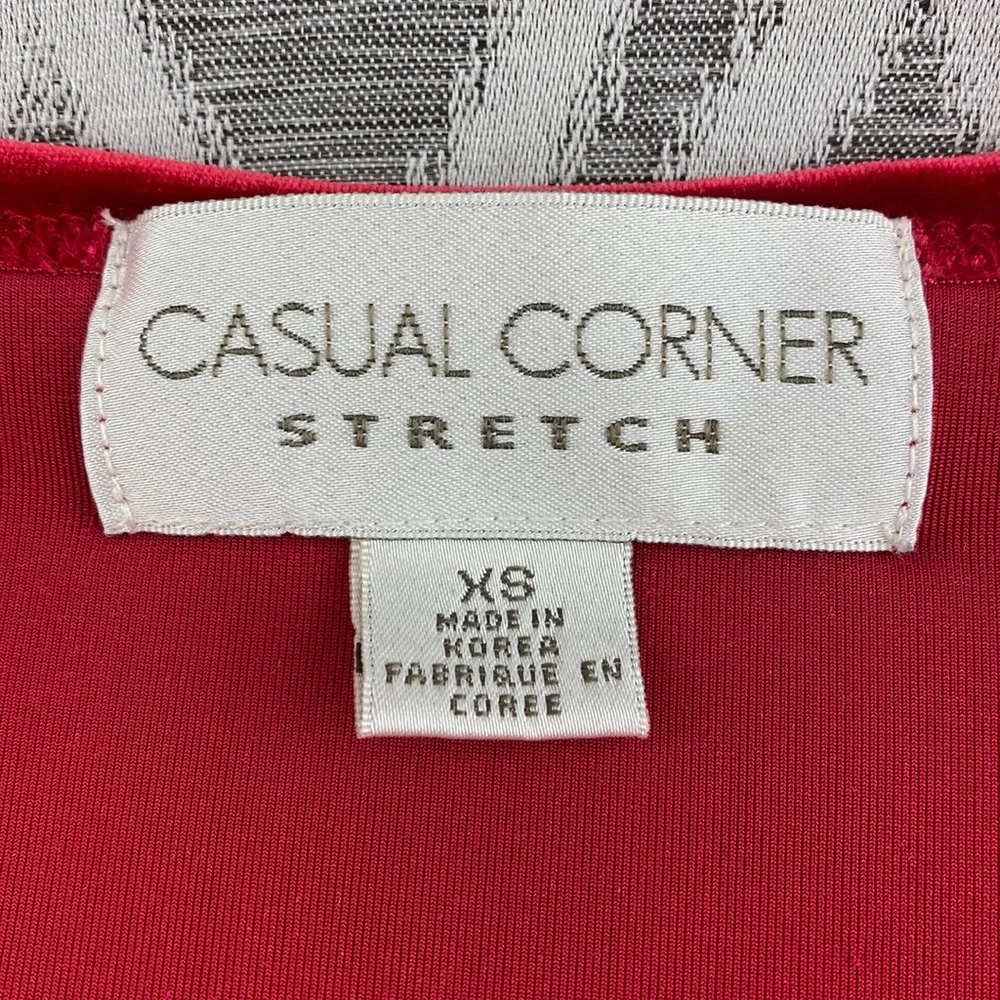 CASUAL CORNER
STRETCH
XS
MADE IN
KOREA
FABRIQUE EN
COREE